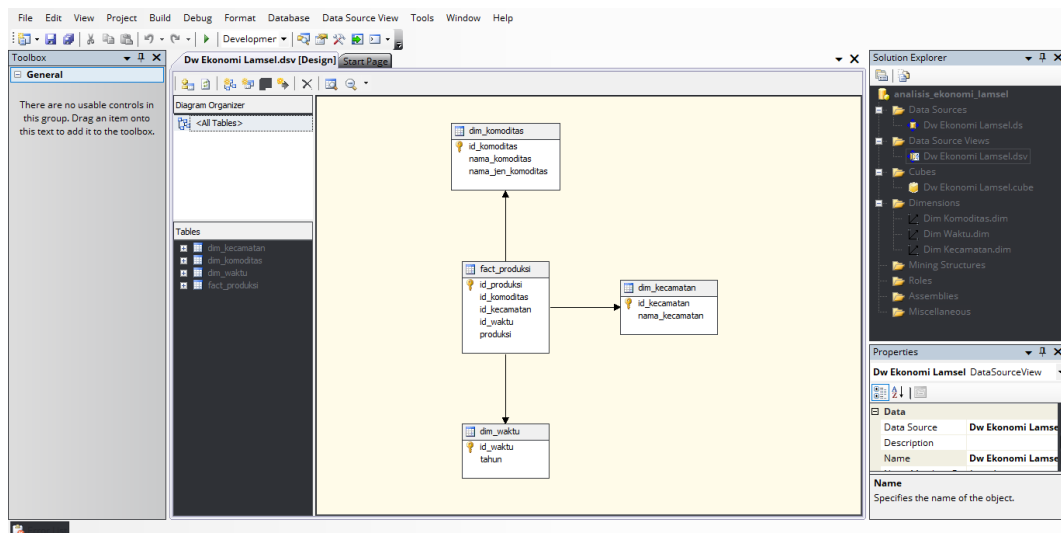 File Edit View Project Build Debug Format Database Data Source View Tools Window Help
Developmer
Toolbox
General
There are no usable controls in
this group. Drag an item onto
this text to add it to the toolbox.
Dw Ekonomi Lamsel.dsv [Design] Start Page
Diagram Organizer
<All Tables>
Tables
dim_kecamatan
dim_komoditas
dim_waktu
fact_produksi
dim_komoditas
id_komoditas
nama_komoditas
nama_jen_komoditas
fact_produksi
id_produksi
id_komoditas
id_kecamatan
id_waktu
produksi
dim_kecamatan
id_kecamatan
nama_kecamatan
dim_waktu
id_waktu
tahun
Solution Explorer
analisis_ekonomi_lamsel
Data Sources
Dw Ekonomi Lamsel.ds
Data Source Views
Dw Ekonomi Lamsel.dsv
Cubes
Dw Ekonomi Lamsel.cube
Dimensions
Dim Komoditas.dim
Dim Waktu.dim
Dim Kecamatan.dim
Mining Structures
Roles
Assemblies
Miscellaneous
Properties
Dw Ekonomi Lamsel DataSourceView
Data
Data Source Dw Ekonomi Lamse
Description
Name Dw Ekonomi Lamse
Name
Specifies the name of the object.